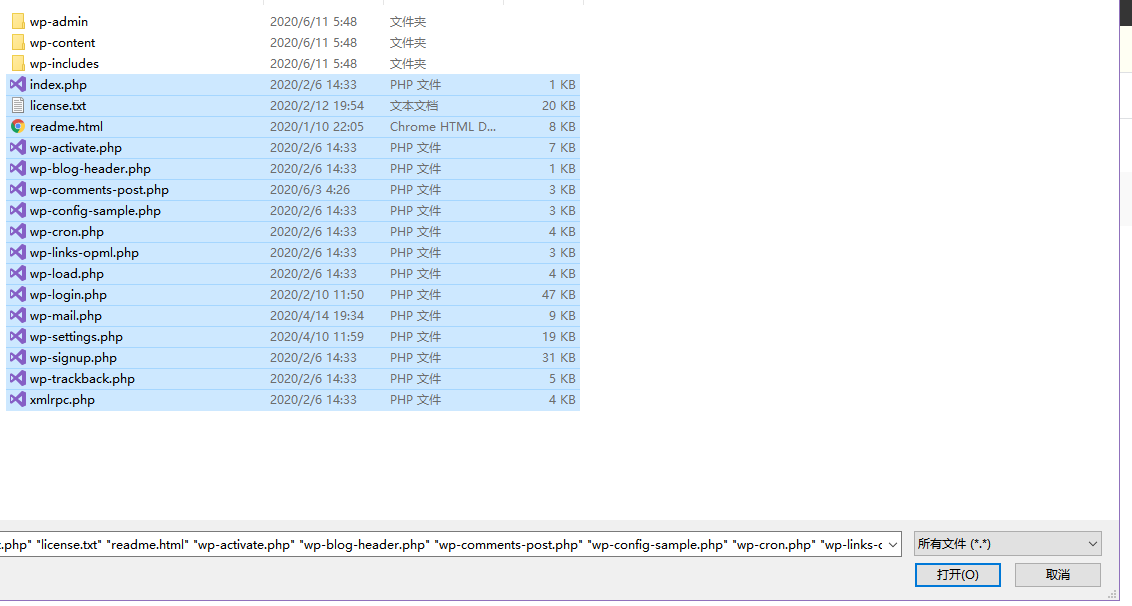 wp-admin 2020/6/11 5:48 文件夹
wp-content 2020/6/11 5:48 文件夹
wp-includes 2020/6/11 5:48 文件夹
index.php 2020/2/6 14:33 PHP 文件 1 KB
license.txt 2020/2/12 19:54 文本文档 20 KB
readme.html 2020/1/10 22:05 Chrome HTML D... 8 KB
wp-activate.php 2020/2/6 14:33 PHP 文件 7 KB
wp-blog-header.php 2020/2/6 14:33 PHP 文件 1 KB
wp-comments-post.php 2020/6/3 4:26 PHP 文件 3 KB
wp-config-sample.php 2020/2/6 14:33 PHP 文件 3 KB
wp-cron.php 2020/2/6 14:33 PHP 文件 4 KB
wp-links-opml.php 2020/2/6 14:33 PHP 文件 3 KB
wp-load.php 2020/2/6 14:33 PHP 文件 4 KB
wp-login.php 2020/2/10 11:50 PHP 文件 47 KB
wp-mail.php 2020/4/14 19:34 PHP 文件 9 KB
wp-settings.php 2020/4/10 11:59 PHP 文件 19 KB
wp-signup.php 2020/2/6 14:33 PHP 文件 31 KB
wp-trackback.php 2020/2/6 14:33 PHP 文件 5 KB
xmlrpc.php 2020/2/6 14:33 PHP 文件 4 KB
.php" "license.txt" "readme.html" "wp-activate.php" "wp-blog-header.php" "wp-comments-post.php" "wp-config-sample.php" "wp-cron.php" "wp-links- 所有文件 (*.*)
打开(O) 取消